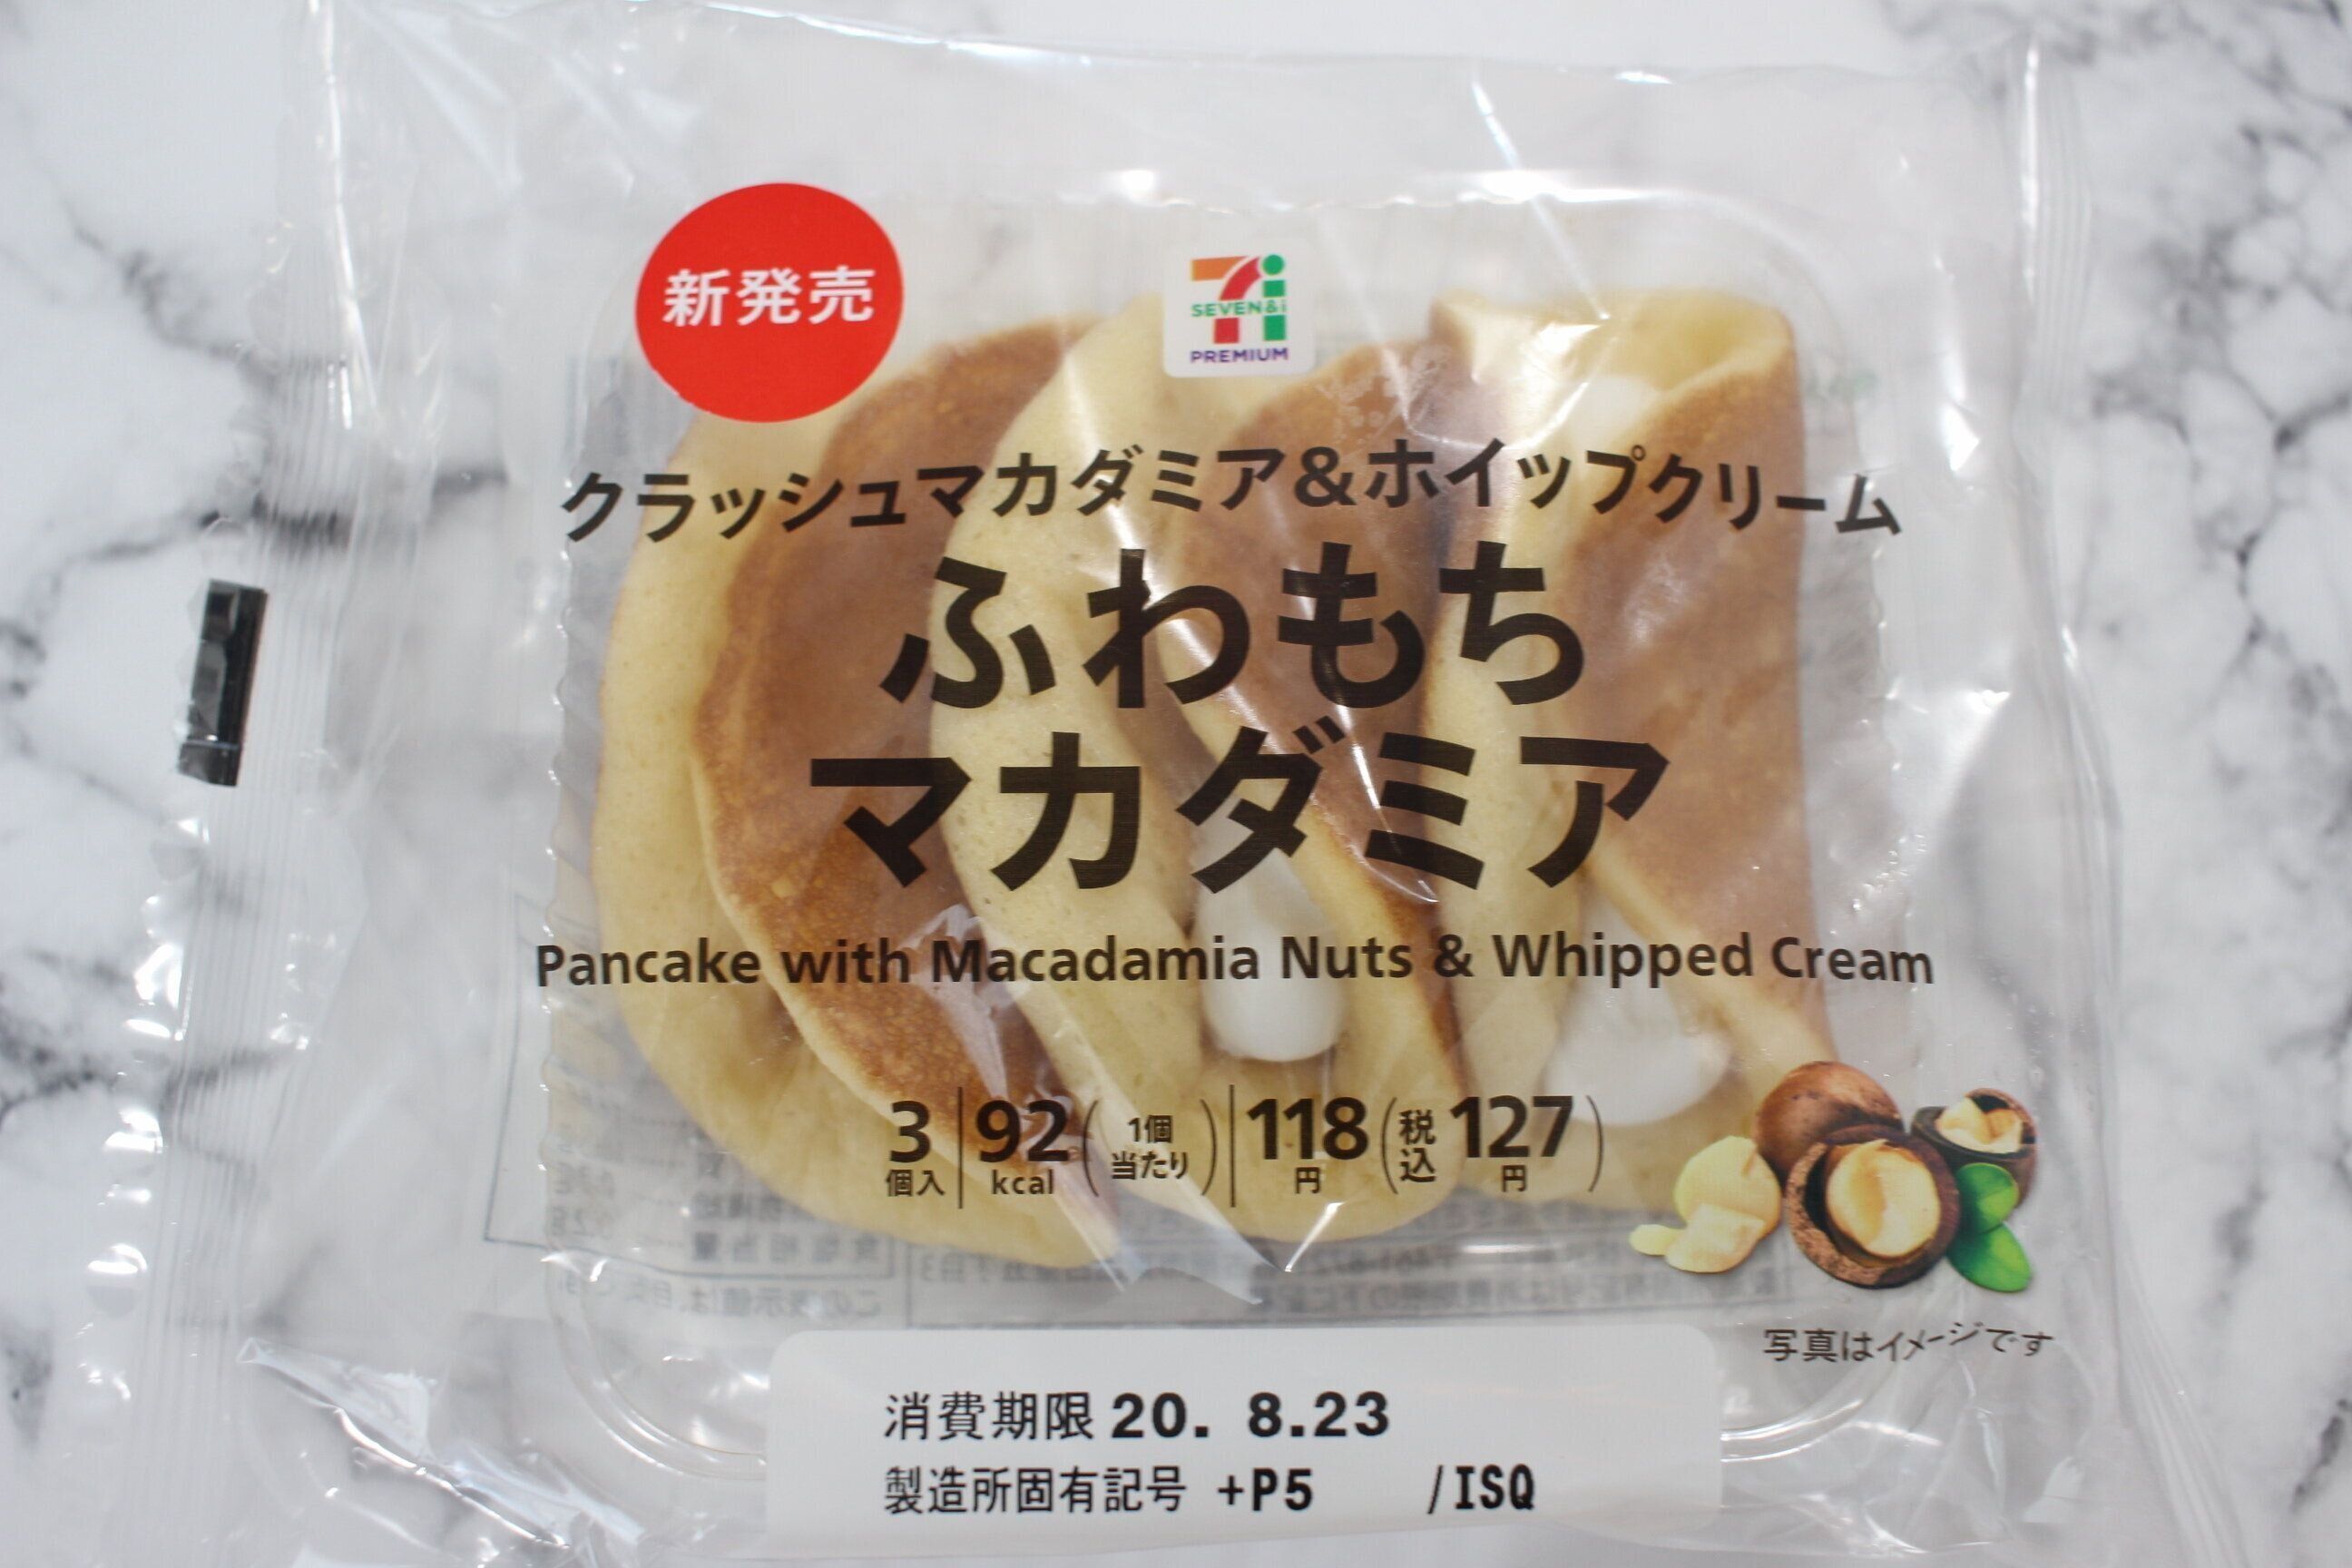 新発売
SEVEN&i
PREMIUM
クラッシュマカダミア&ホイップクリーム
ふわもち
マカダミア
Pancake with Macadamia Nuts & Whipped Cream
3個入 92kcal(1個当たり) 118円(税込127円)
写真はイメージです
消費期限 20. 8.23
製造所固有記号 +P5 /ISQ